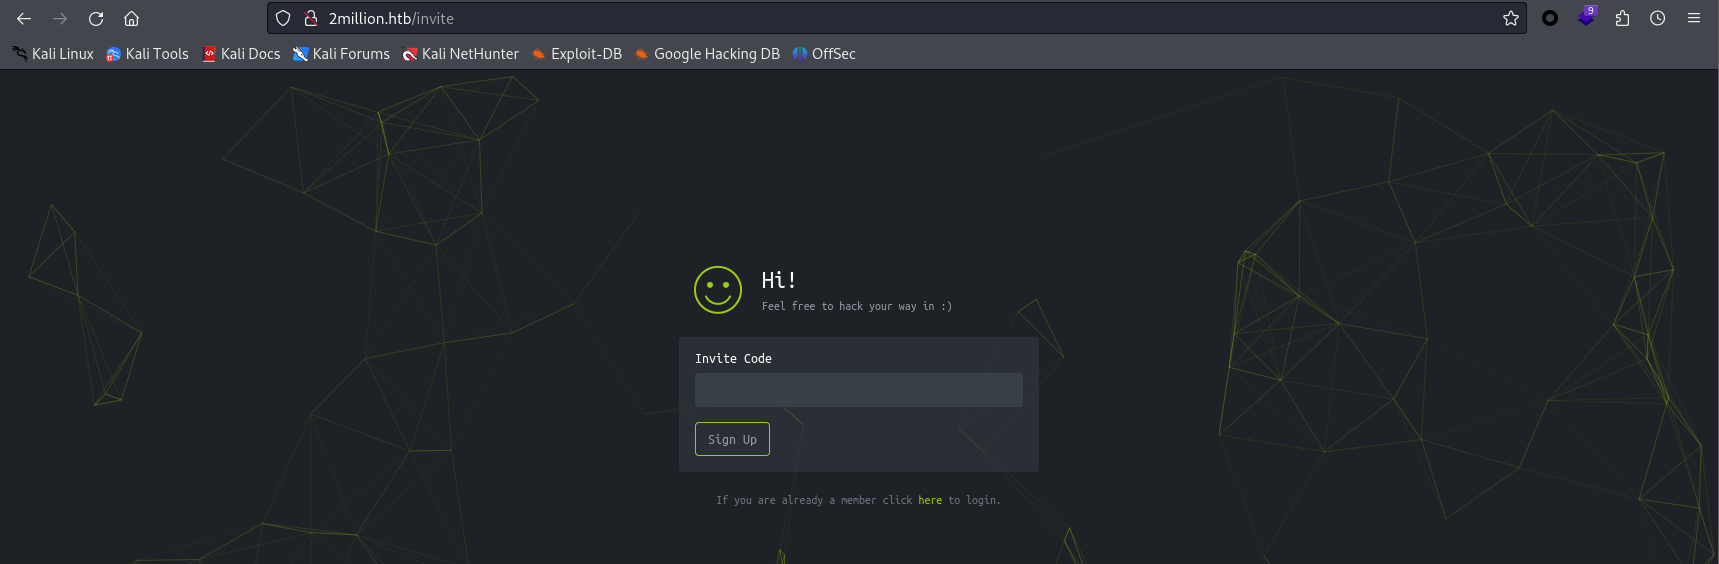 2million.htb/invite
9
Kali Linux Kali Tools Kali Docs Kali Forums Kali NetHunter Exploit-DB Google Hacking DB OffSec
Hi!
Feel free to hack your way in :)
Invite Code
Sign Up
If you are already a member click here to login.